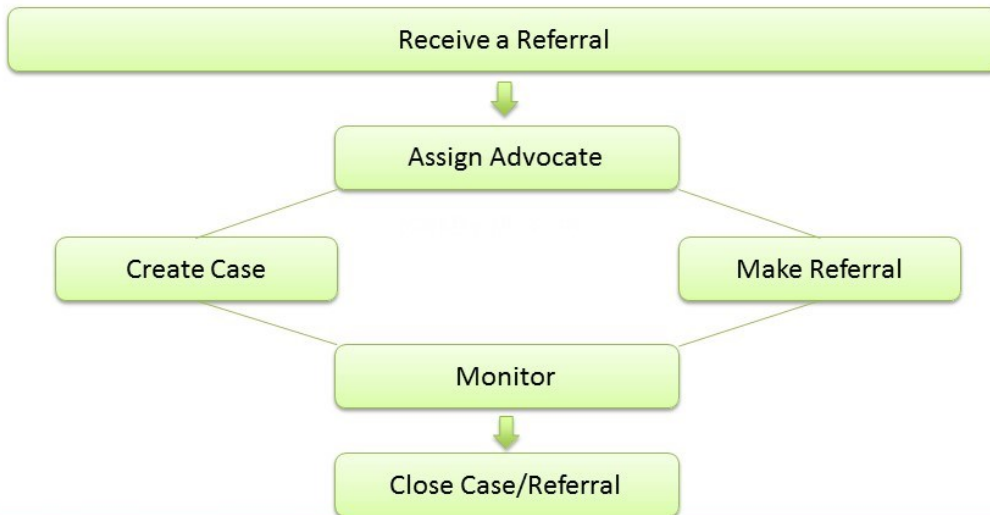 Receive a Referral
Assign Advocate
Create Case
Make Referral
Monitor
Close Case/Referral